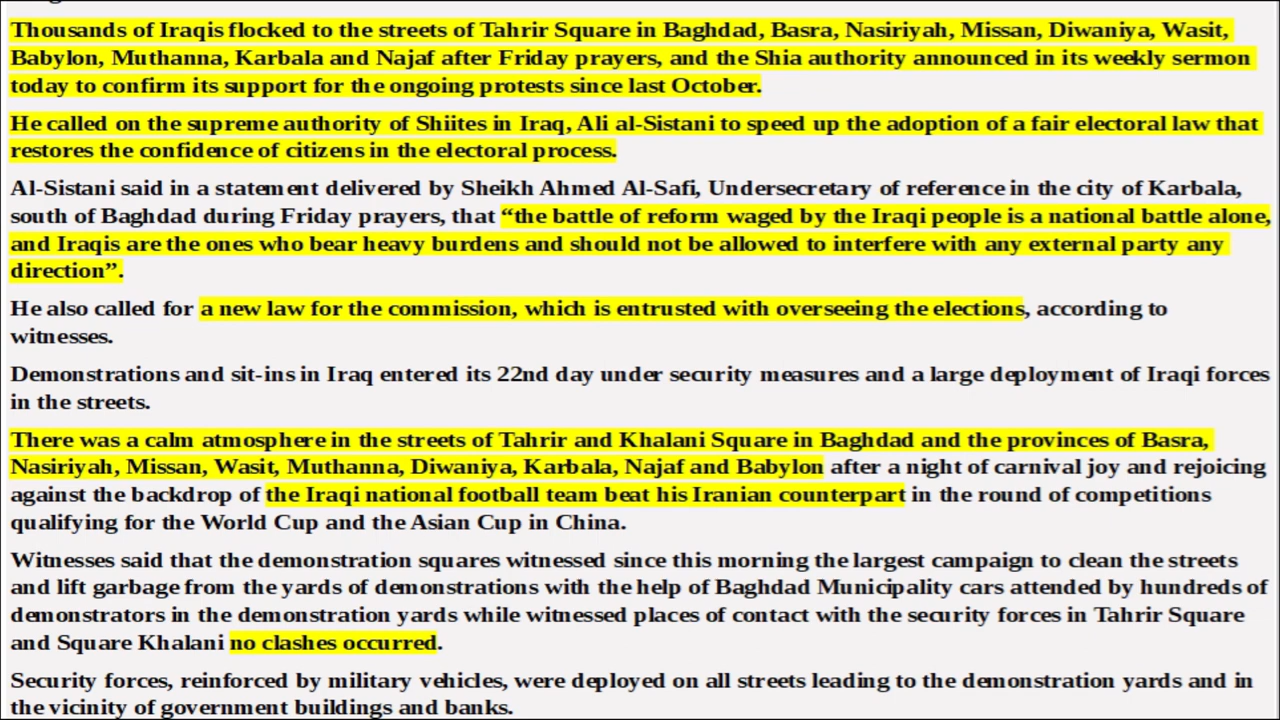 Thousands of Iraqis flocked to the streets of Tahrir Square in Baghdad, Basra, Nasiriyah, Missan, Diwaniya, Wasit,
Babylon, Muthanna, Karbala and Najaf after Friday prayers, and the Shia authority announced in its weekly sermon
today to confirm its support for the ongoing protests since last October.
He called on the supreme authority of Shiites in Iraq, Ali al-Sistani to speed up the adoption of a fair electoral law that
restores the confidence of citizens in the electoral process.
Al-Sistani said in a statement delivered by Sheikh Ahmed Al-Safi, Undersecretary of reference in the city of Karbala,
south of Baghdad during Friday prayers, that “the battle of reform waged by the Iraqi people is a national battle alone,
and Iraqis are the ones who bear heavy burdens and should not be allowed to interfere with any external party any
direction”.
He also called for a new law for the commission, which is entrusted with overseeing the elections, according to
witnesses.
Demonstrations and sit-ins in Iraq entered its 22nd day under security measures and a large deployment of Iraqi forces
in the streets.
There was a calm atmosphere in the streets of Tahrir and Khalani Square in Baghdad and the provinces of Basra,
Nasiriyah, Missan, Wasit, Muthanna, Diwaniya, Karbala, Najaf and Babylon after a night of carnival joy and rejoicing
against the backdrop of the Iraqi national football team beat his Iranian counterpart in the round of competitions
qualifying for the World Cup and the Asian Cup in China.
Witnesses said that the demonstration squares witnessed since this morning the largest campaign to clean the streets
and lift garbage from the yards of demonstrations with the help of Baghdad Municipality cars attended by hundreds of
demonstrators in the demonstration yards while witnessed places of contact with the security forces in Tahrir Square
and Square Khalani no clashes occurred.
Security forces, reinforced by military vehicles, were deployed on all streets leading to the demonstration yards and in
the vicinity of government buildings and banks.